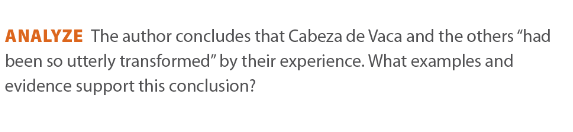 ANALYZE The author concludes that Cabeza de Vaca and the others “had
been so utterly transformed” by their experience. What examples and
evidence support this conclusion?